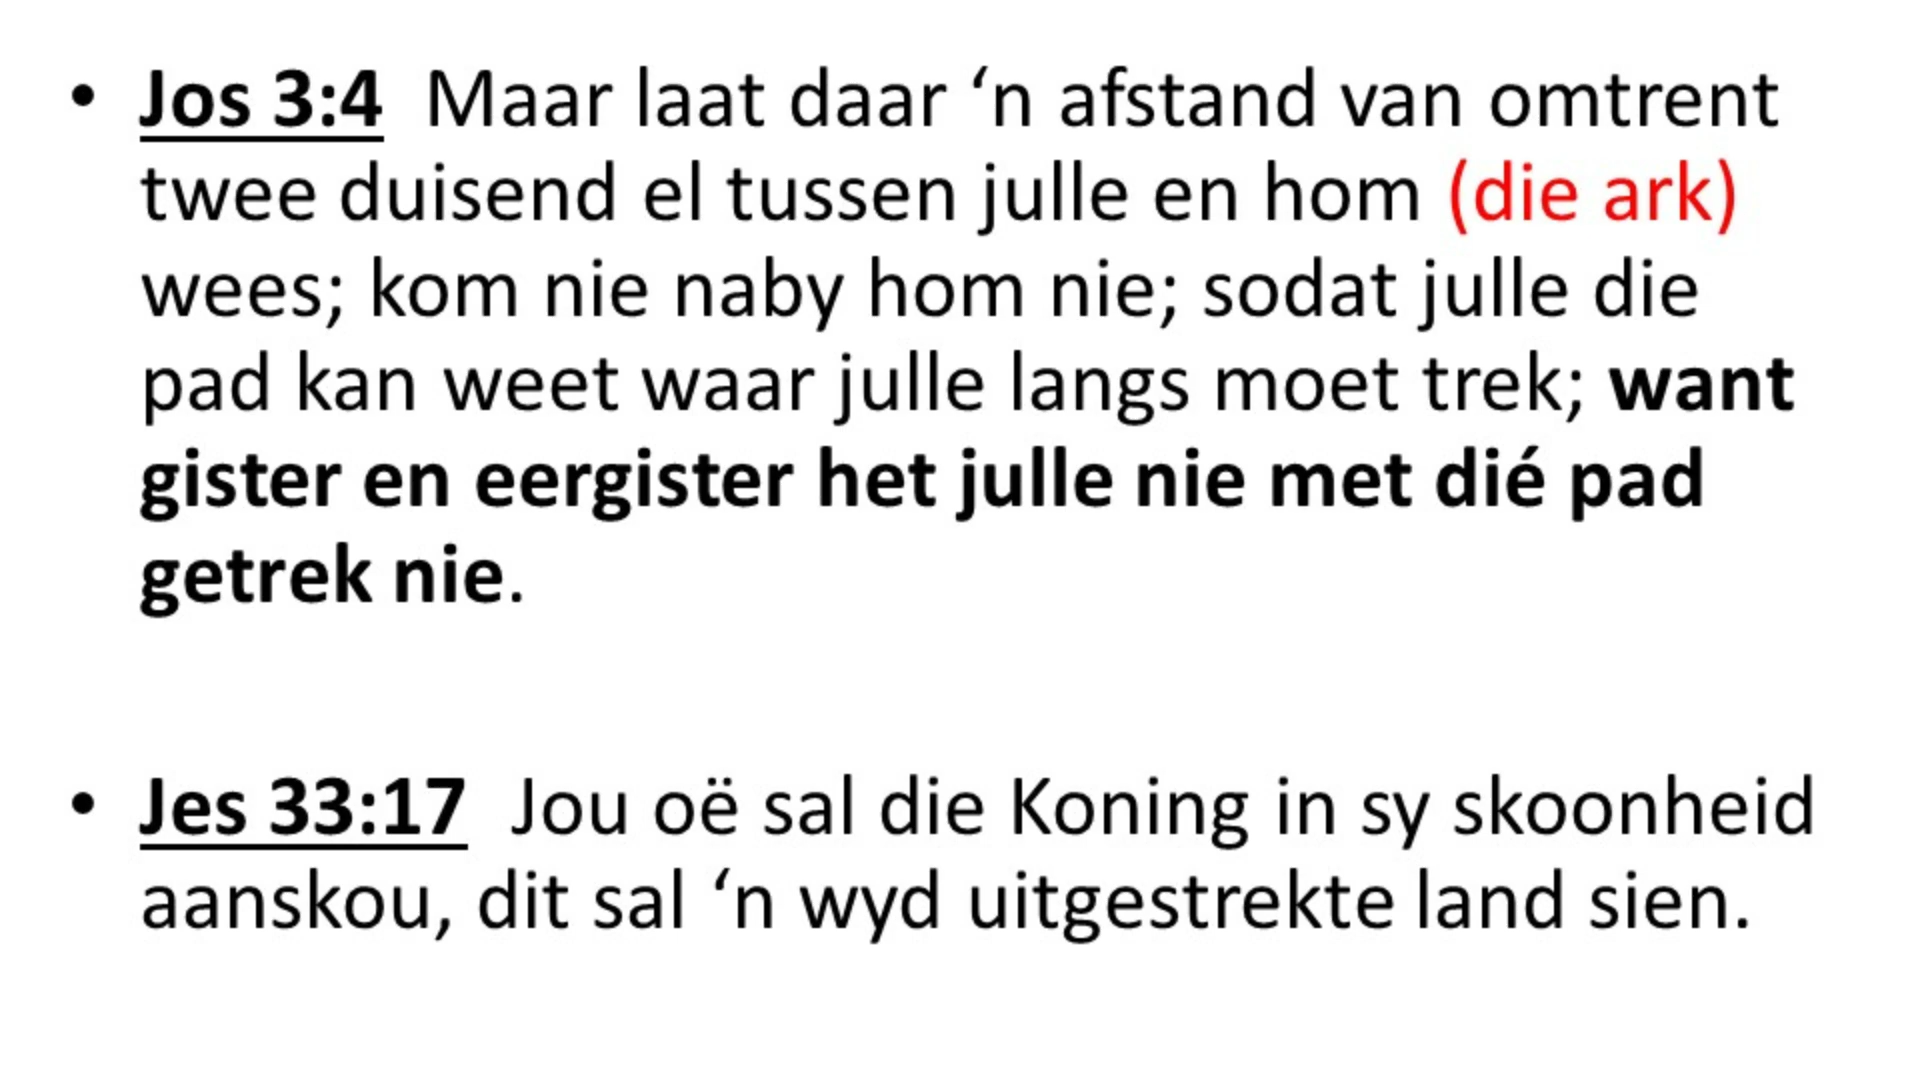 • Jos 3:4 Maar laat daar ‘n afstand van omtrent
twee duisend el tussen julle en hom (die ark)
wees; kom nie naby hom nie; sodat julle die
pad kan weet waar julle langs moet trek; want
gister en eergister het julle nie met dié pad
getrek nie.
• Jes 33:17 Jou oë sal die Koning in sy skoonheid
aanskou, dit sal ‘n wyd uitgestrekte land sien.